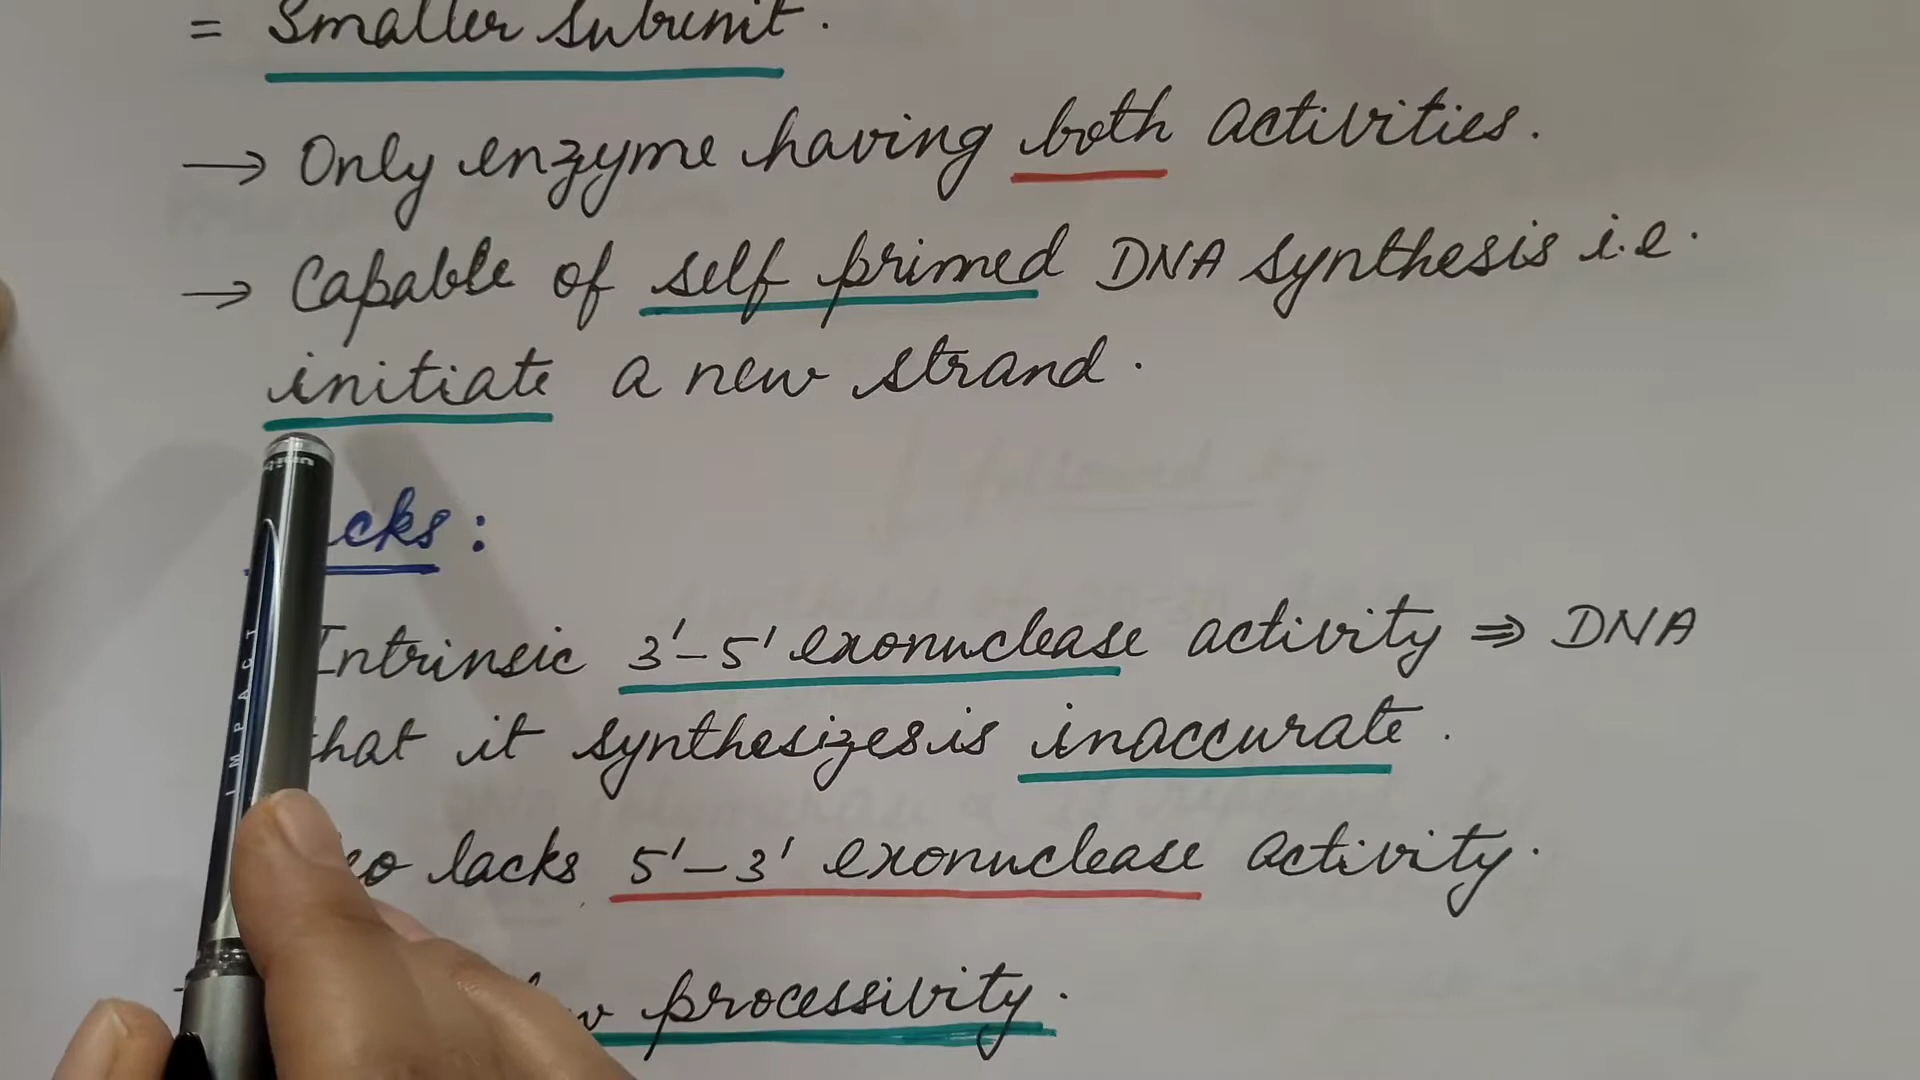 = Smaller subunit.
→ Only enzyme having both activities.
→ Capable of self primed DNA synthesis i.e.
initiate a new strand.
cks:
Intrinsic 3'-5' exonuclease activity ⇒ DNA
that it synthesizes is inaccurate.
lacks 5'-3' exonuclease activity.
processivity.
IMPACT